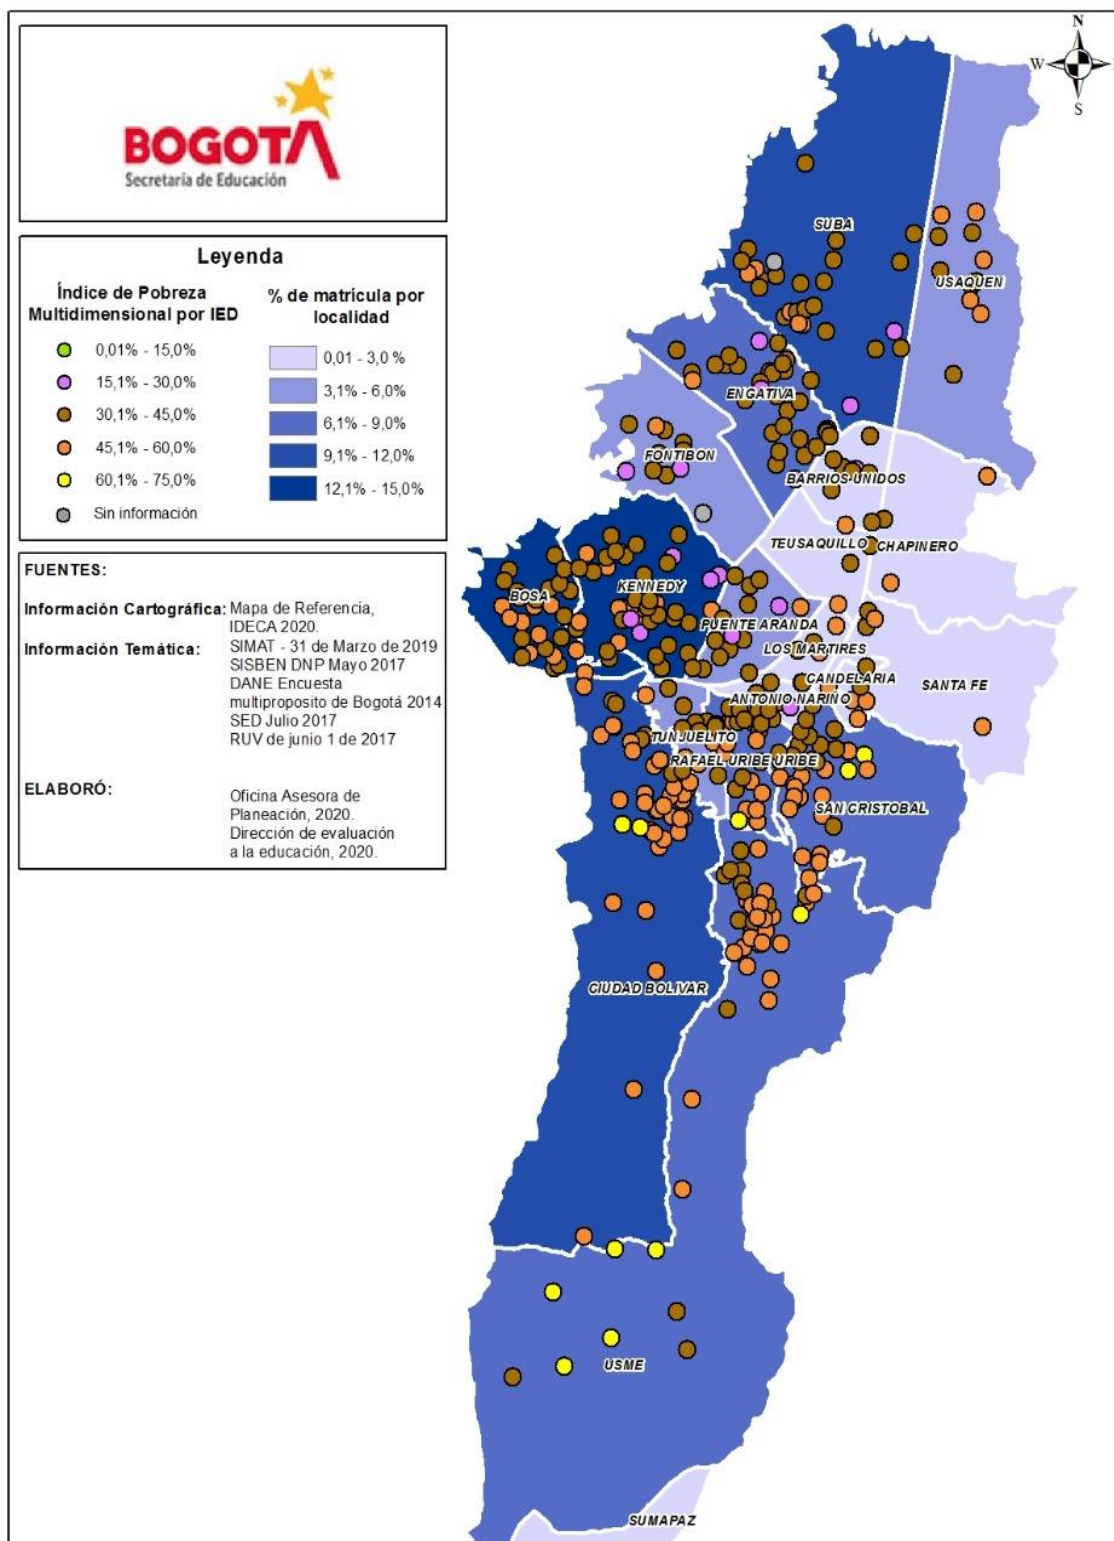 BOGOTÁ
Secretaría de Educación
Leyenda
Índice de Pobreza
Multidimensional por IED
0,01% - 15,0%
15,1% - 30,0%
30,1% - 45,0%
45,1% - 60,0%
60,1% - 75,0%
Sin información
% de matrícula por
localidad
0,01 - 3,0 %
3,1% - 6,0%
6,1% - 9,0%
9,1% - 12,0%
12,1% - 15,0%
FUENTES:
Información Cartográfica: Mapa de Referencia,
IDECA 2020.
Información Temática: SIMAT - 31 de Marzo de 2019
SISBEN DNP Mayo 2017
DANE Encuesta
multiproposito de Bogotá 2014
SED Julio 2017
RUV de junio 1 de 2017
ELABORÓ: Oficina Asesora de
Planeación, 2020.
Dirección de evaluación
a la educación, 2020.
N
W
S
SUBA
USAQUEN
ENGATIVA
FONTIBON
BARRIOS UNIDOS
TEUSAQUILLO
CHAPINERO
KENNEDY
BOSA
PUENTE ARANDA
LOS MARTIRES
CANDELARIA
SANTA FE
ANTONIO NARIÑO
TUNJUELITO
RAFAEL URIBE URIBE
SAN CRISTOBAL
CIUDAD BOLIVAR
USME
SUMAPAZ